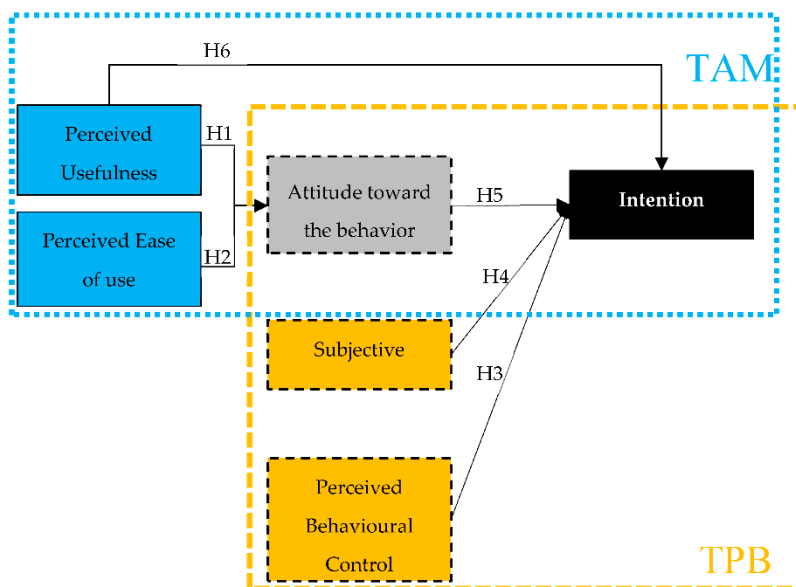 H6
TAM
Perceived
Usefulness
H1
Attitude toward
the behavior
H5
Intention
Perceived Ease
of use
H2
H4
Subjective
H3
Perceived
Behavioural
Control
TPB